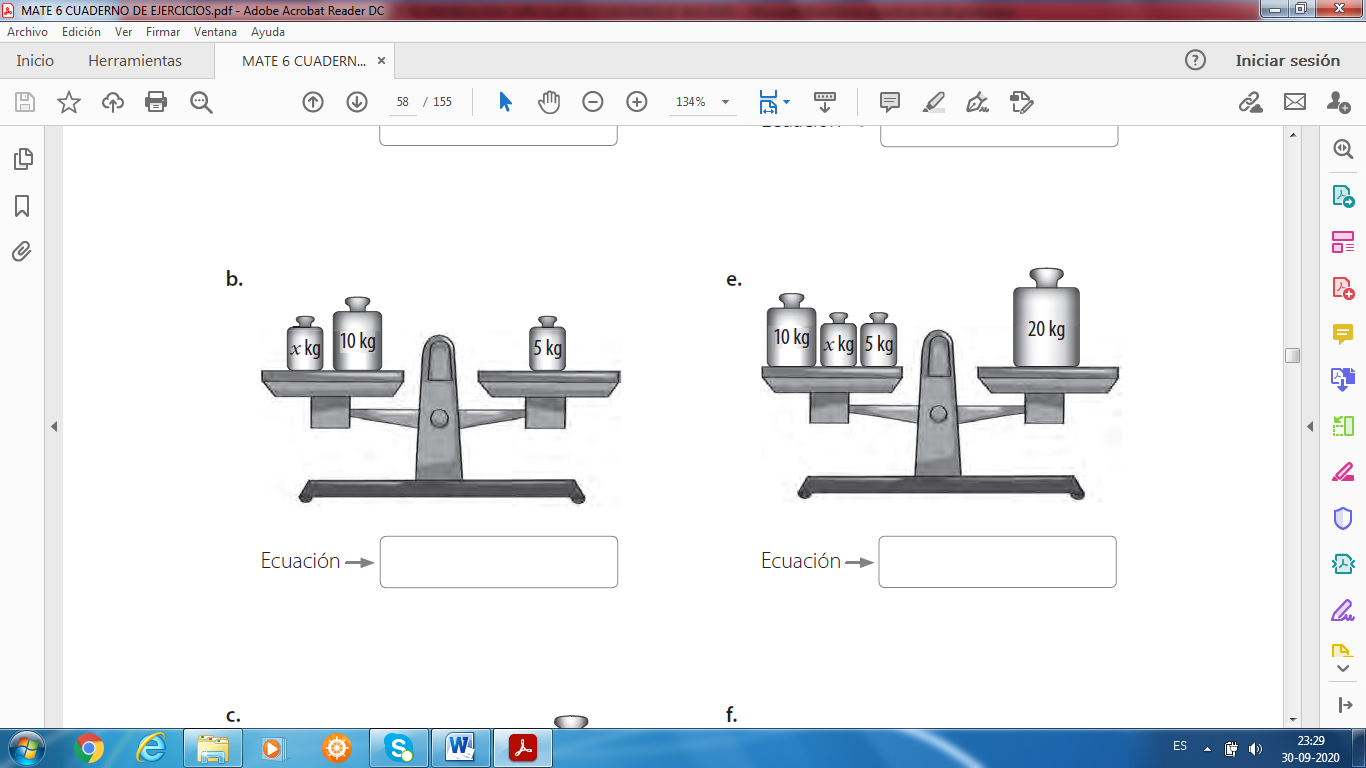 MATE 6 CUADERNO DE EJERCICIOS.pdf - Adobe Acrobat Reader DC
Archivo Edición Ver Firmar Ventana Ayuda
Inicio Herramientas MATE 6 CUADERN... × ? Iniciar sesión
58 / 155 134%
b.
x kg 10 kg 5 kg
Ecuación
e.
10 kg x kg 5 kg 20 kg
Ecuación
c. f.
ES 23:29
30-09-2020